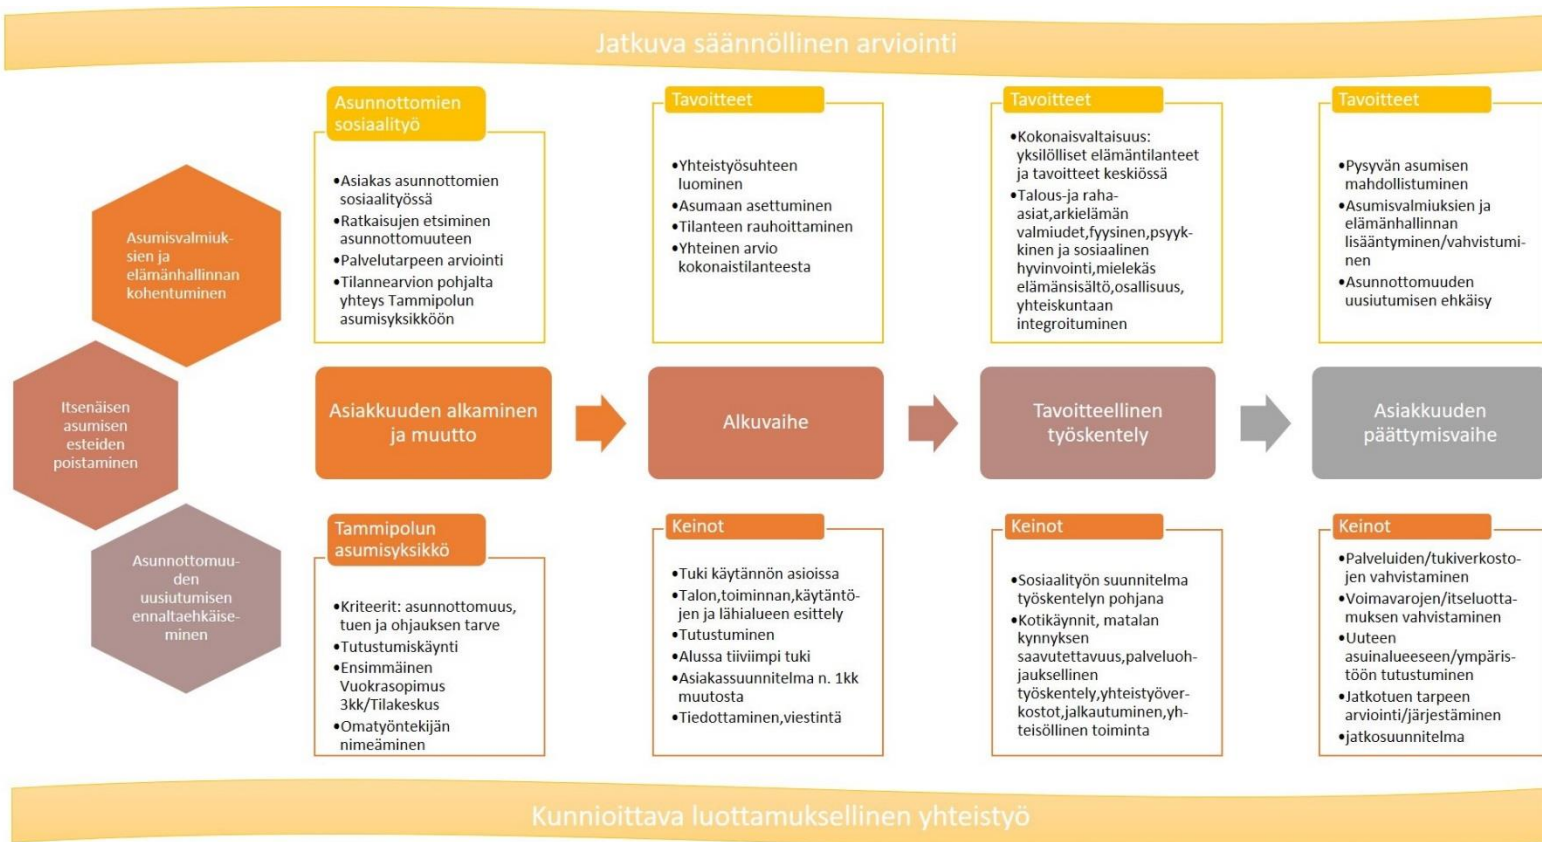 Jatkuva säännöllinen arviointi
Asumisvalmiuk-
sien ja
elämänhallinnan
kohentuminen
Itsenäisen
asumisen
esteiden
poistaminen
Asunnottomuu-
den
uusiutumisen
ennaltaehkäise-
minen
Asunnottomien
sosiaalityö
•Asiakas asunnottomien
sosiaalityössä
•Ratkaisujen etsiminen
asunnottomuuteen
•Palvelutarpeen arviointi
•Tilannearvion pohjalta
yhteys Tammipolun
asumisyksikköön
Tavoitteet
•Yhteistyösuhteen
luominen
•Asumaan asettuminen
•Tilanteen rauhoittaminen
•Yhteinen arvio
kokonaistilanteesta
Tavoitteet
•Kokonaisvaltaisuus:
yksilölliset elämäntilanteet
ja tavoitteet keskiössä
•Talous-ja raha-
asiat,arkielämän
valmiudet,fyysinen,psyyk-
kinen ja sosiaalinen
hyvinvointi,mielekäs
elämänsisältö,osallisuus,
yhteiskuntaan
integroituminen
Tavoitteet
•Pysyvän asumisen
mahdollistuminen
•Asumisvalmiuksien ja
elämänhallinnan
lisääntyminen/vahvistumi-
nen
•Asunnottomuuden
uusiutumisen ehkäisy
Asiakkuuden alkaminen
ja muutto
Alkuvaihe
Tavoitteellinen
työskentely
Asiakkuuden
päättymisvaihe
Tammipolun
asumisyksikkö
•Kriteerit: asunnottomuus,
tuen ja ohjauksen tarve
•Tutustumiskäynti
•Ensimmäinen
Vuokrasopimus
3kk/Tilakeskus
•Omatyöntekijän
nimeäminen
Keinot
•Tuki käytännön asioissa
•Talon,toiminnan,käytäntö-
jen ja lähialueen esittely
•Tutustuminen
•Alussa tiiviimpi tuki
•Asiakassuunnitelma n. 1kk
muutosta
•Tiedottaminen,viestintä
Keinot
•Sosiaalityön suunnitelma
työskentelyn pohjana
•Kotikäynnit, matalan
kynnyksen
saavutettavuus,palveluoh-
jauksellinen
työskentely,yhteistyöver-
kostot,jalkautuminen,yh-
teisöllinen toiminta
Keinot
•Palveluiden/tukiverkosto-
jen vahvistaminen
•Voimavarojen/itseluotta-
muksen vahvistaminen
•Uuteen
asuinalueeseen/ympäris-
töön tutustuminen
•Jatkotuen tarpeen
arviointi/järjestäminen
•jatkosuunnitelma
Kunnioittava luottamuksellinen yhteistyö